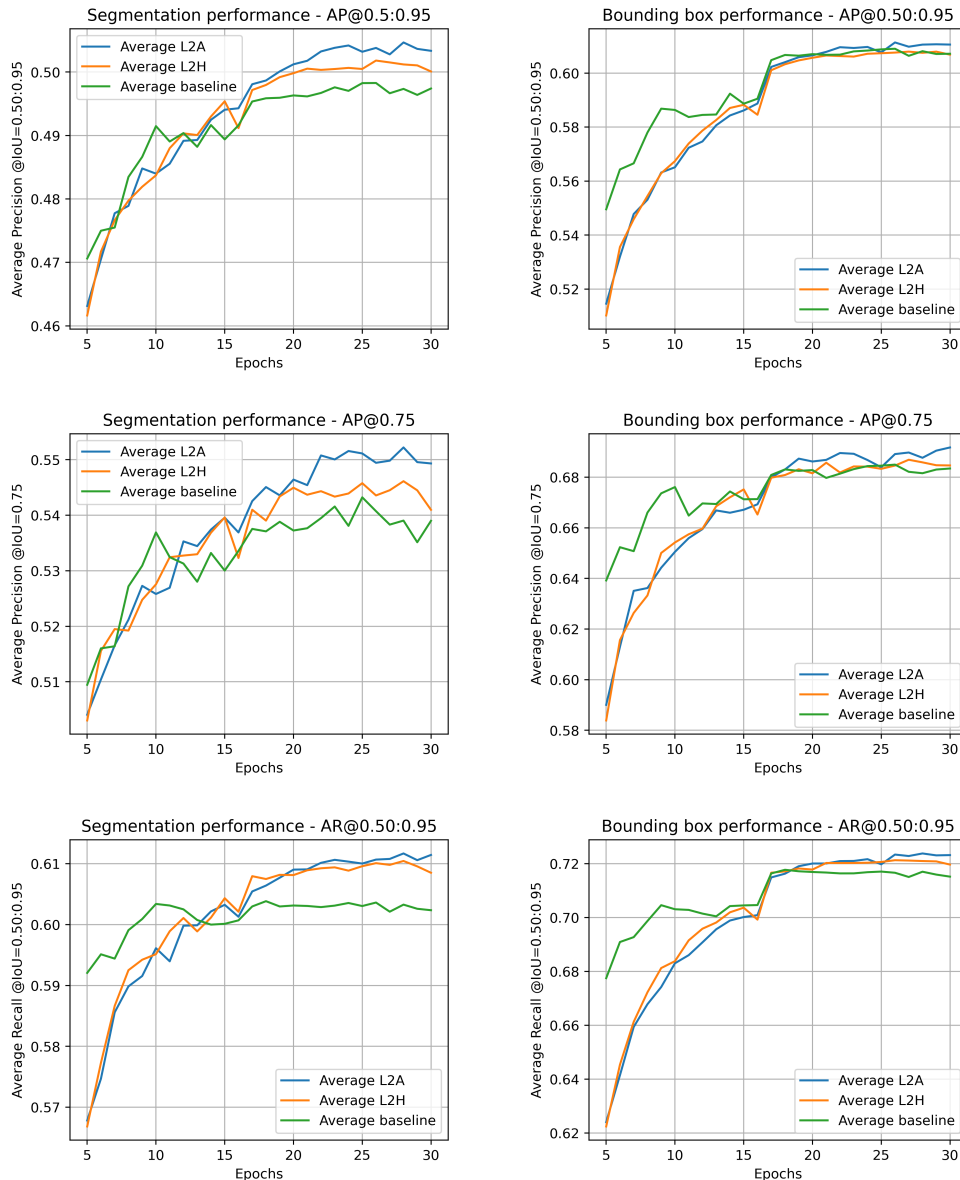 Segmentation performance - AP@0.5:0.95
Average Precision @IoU=0.50:0.95
0.50
0.49
0.48
0.47
0.46
Average L2A
Average L2H
Average baseline
5 10 15 20 25 30
Epochs
Bounding box performance - AP@0.50:0.95
Average Precision @IoU=0.50:0.95
0.60
0.58
0.56
0.54
0.52
Average L2A
Average L2H
Average baseline
5 10 15 20 25 30
Epochs
Segmentation performance - AP@0.75
Average Precision @IoU=0.75
0.55
0.54
0.53
0.52
0.51
Average L2A
Average L2H
Average baseline
5 10 15 20 25 30
Epochs
Bounding box performance - AP@0.75
Average Precision @IoU=0.75
0.68
0.66
0.64
0.62
0.60
0.58
Average L2A
Average L2H
Average baseline
5 10 15 20 25 30
Epochs
Segmentation performance - AR@0.50:0.95
Average Recall @IoU=0.50:0.95
0.61
0.60
0.59
0.58
0.57
Average L2A
Average L2H
Average baseline
5 10 15 20 25 30
Epochs
Bounding box performance - AR@0.50:0.95
Average Recall @IoU=0.50:0.95
0.72
0.70
0.68
0.66
0.64
0.62
Average L2A
Average L2H
Average baseline
5 10 15 20 25 30
Epochs